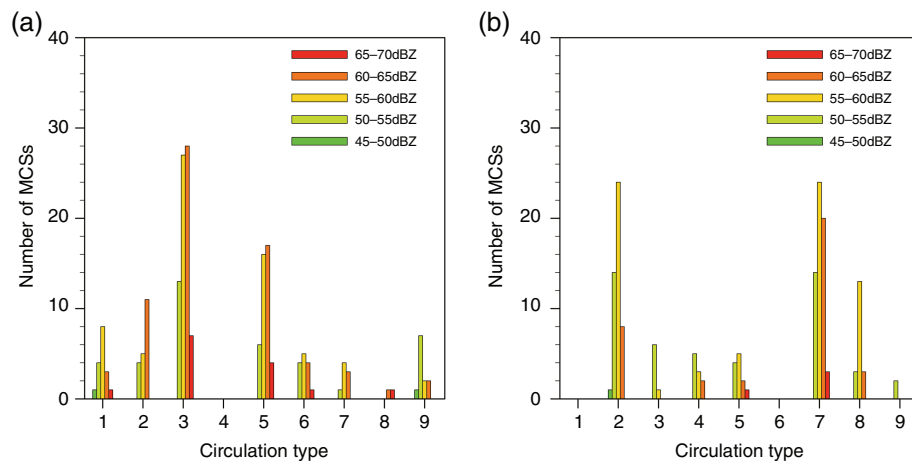 (a)
40
30
20
10
0
Number of MCSs
65–70dBZ
60–65dBZ
55–60dBZ
50–55dBZ
45–50dBZ
1 2 3 4 5 6 7 8 9
Circulation type
(b)
40
30
20
10
0
Number of MCSs
65–70dBZ
60–65dBZ
55–60dBZ
50–55dBZ
45–50dBZ
1 2 3 4 5 6 7 8 9
Circulation type